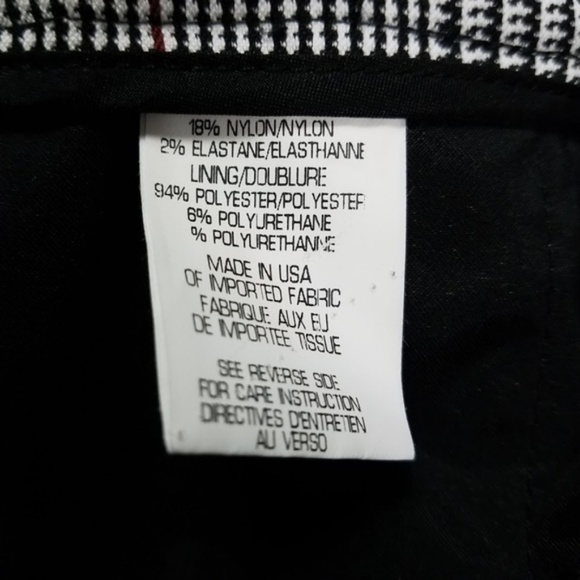 18% NYLON/NYLON
2% ELASTANE/ELASTHANNE
LINING/DOUBLURE
94% POLYESTER/POLYESTER
6% POLYURETHANE
% POLYURETHANNE
MADE IN USA
OF IMPORTED FABRIC
FABRIQUE AUX EU
DE IMPORTEE TISSUE
SEE REVERSE SIDE
FOR CARE INSTRUCTION
DIRECTIVES D'ENTRETIEN
AU VERSO